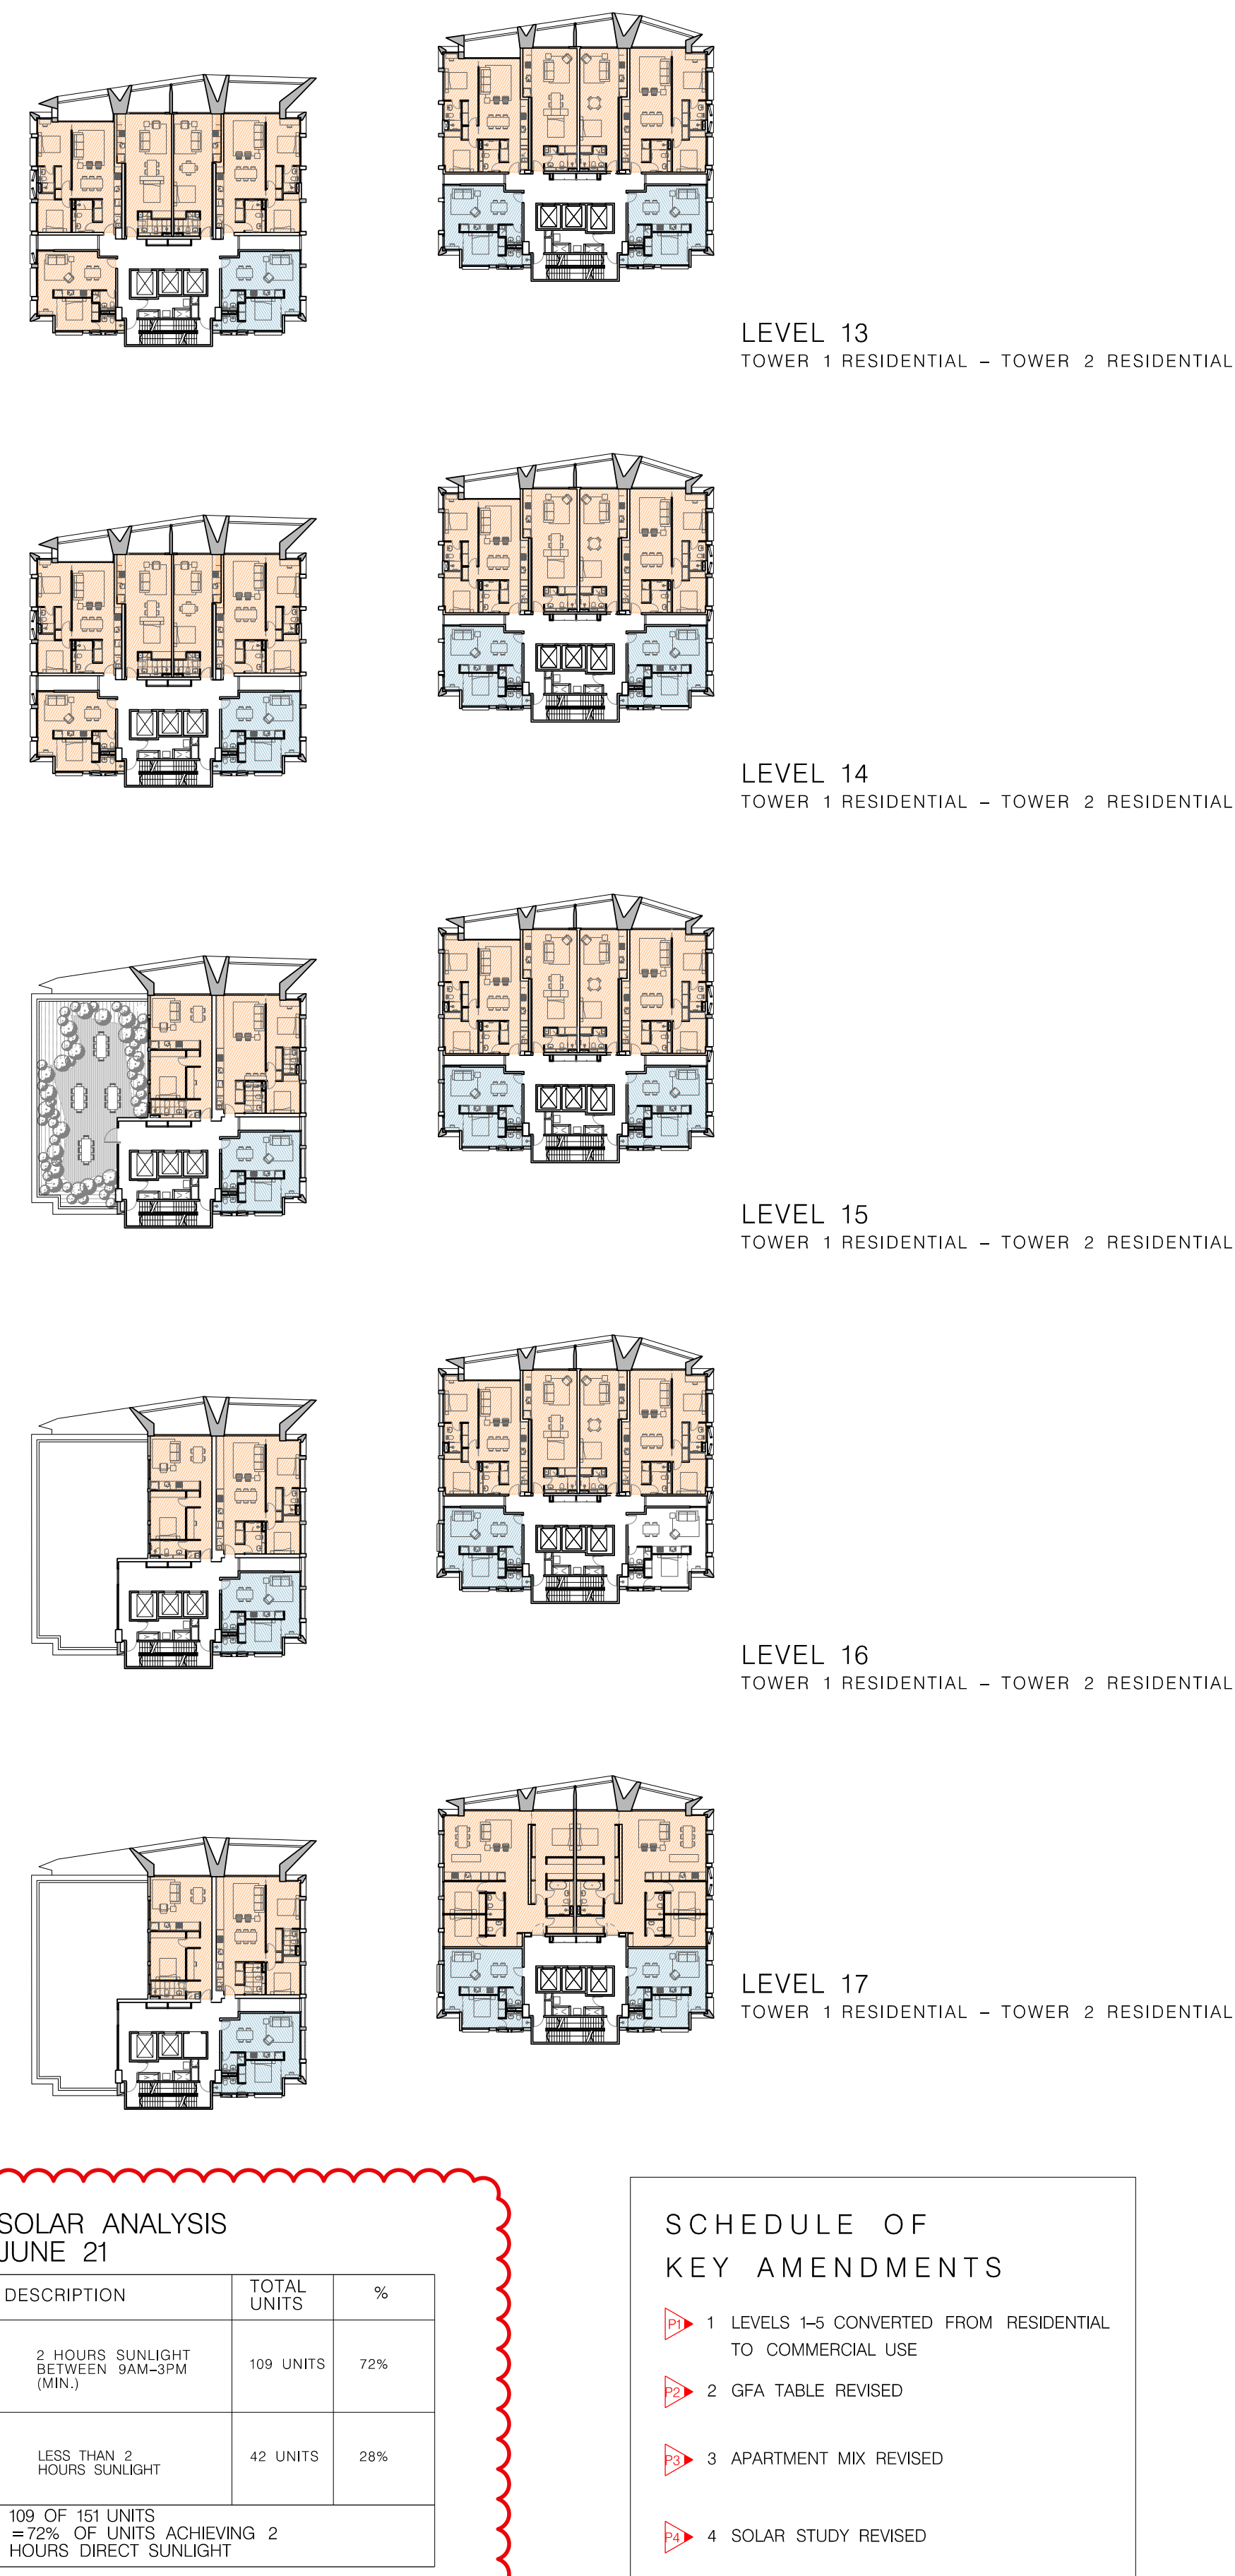 LEVEL 13
TOWER 1 RESIDENTIAL – TOWER 2 RESIDENTIAL
LEVEL 14
TOWER 1 RESIDENTIAL – TOWER 2 RESIDENTIAL
LEVEL 15
TOWER 1 RESIDENTIAL – TOWER 2 RESIDENTIAL
LEVEL 16
TOWER 1 RESIDENTIAL – TOWER 2 RESIDENTIAL
LEVEL 17
TOWER 1 RESIDENTIAL – TOWER 2 RESIDENTIAL
SOLAR ANALYSIS
JUNE 21
DESCRIPTION
TOTAL
UNITS
%
2 HOURS SUNLIGHT
BETWEEN 9AM–3PM
(MIN.)
109 UNITS
72%
LESS THAN 2
HOURS SUNLIGHT
42 UNITS
28%
109 OF 151 UNITS
=72% OF UNITS ACHIEVING 2
HOURS DIRECT SUNLIGHT
SCHEDULE OF
KEY AMENDMENTS
P1 1 LEVELS 1–5 CONVERTED FROM RESIDENTIAL
TO COMMERCIAL USE
P2 2 GFA TABLE REVISED
P3 3 APARTMENT MIX REVISED
P4 4 SOLAR STUDY REVISED